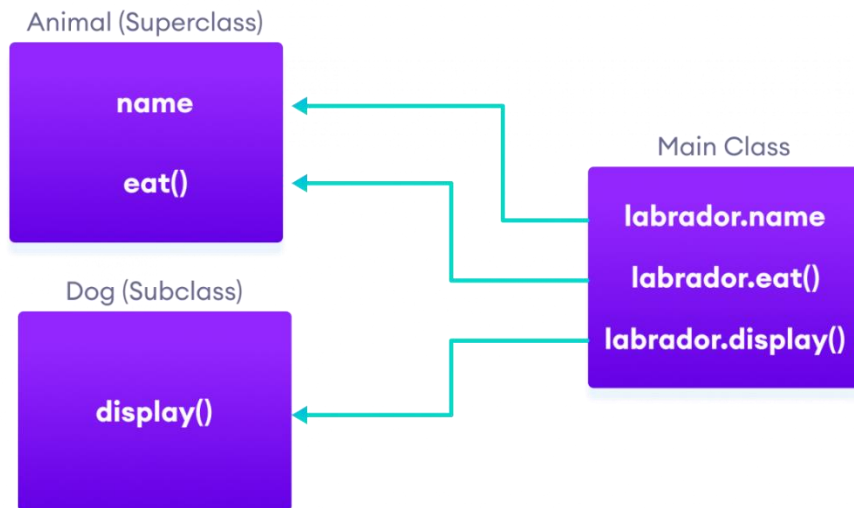 Animal (Superclass)
name
eat()
Dog (Subclass)
display()
Main Class
labrador.name
labrador.eat()
labrador.display()